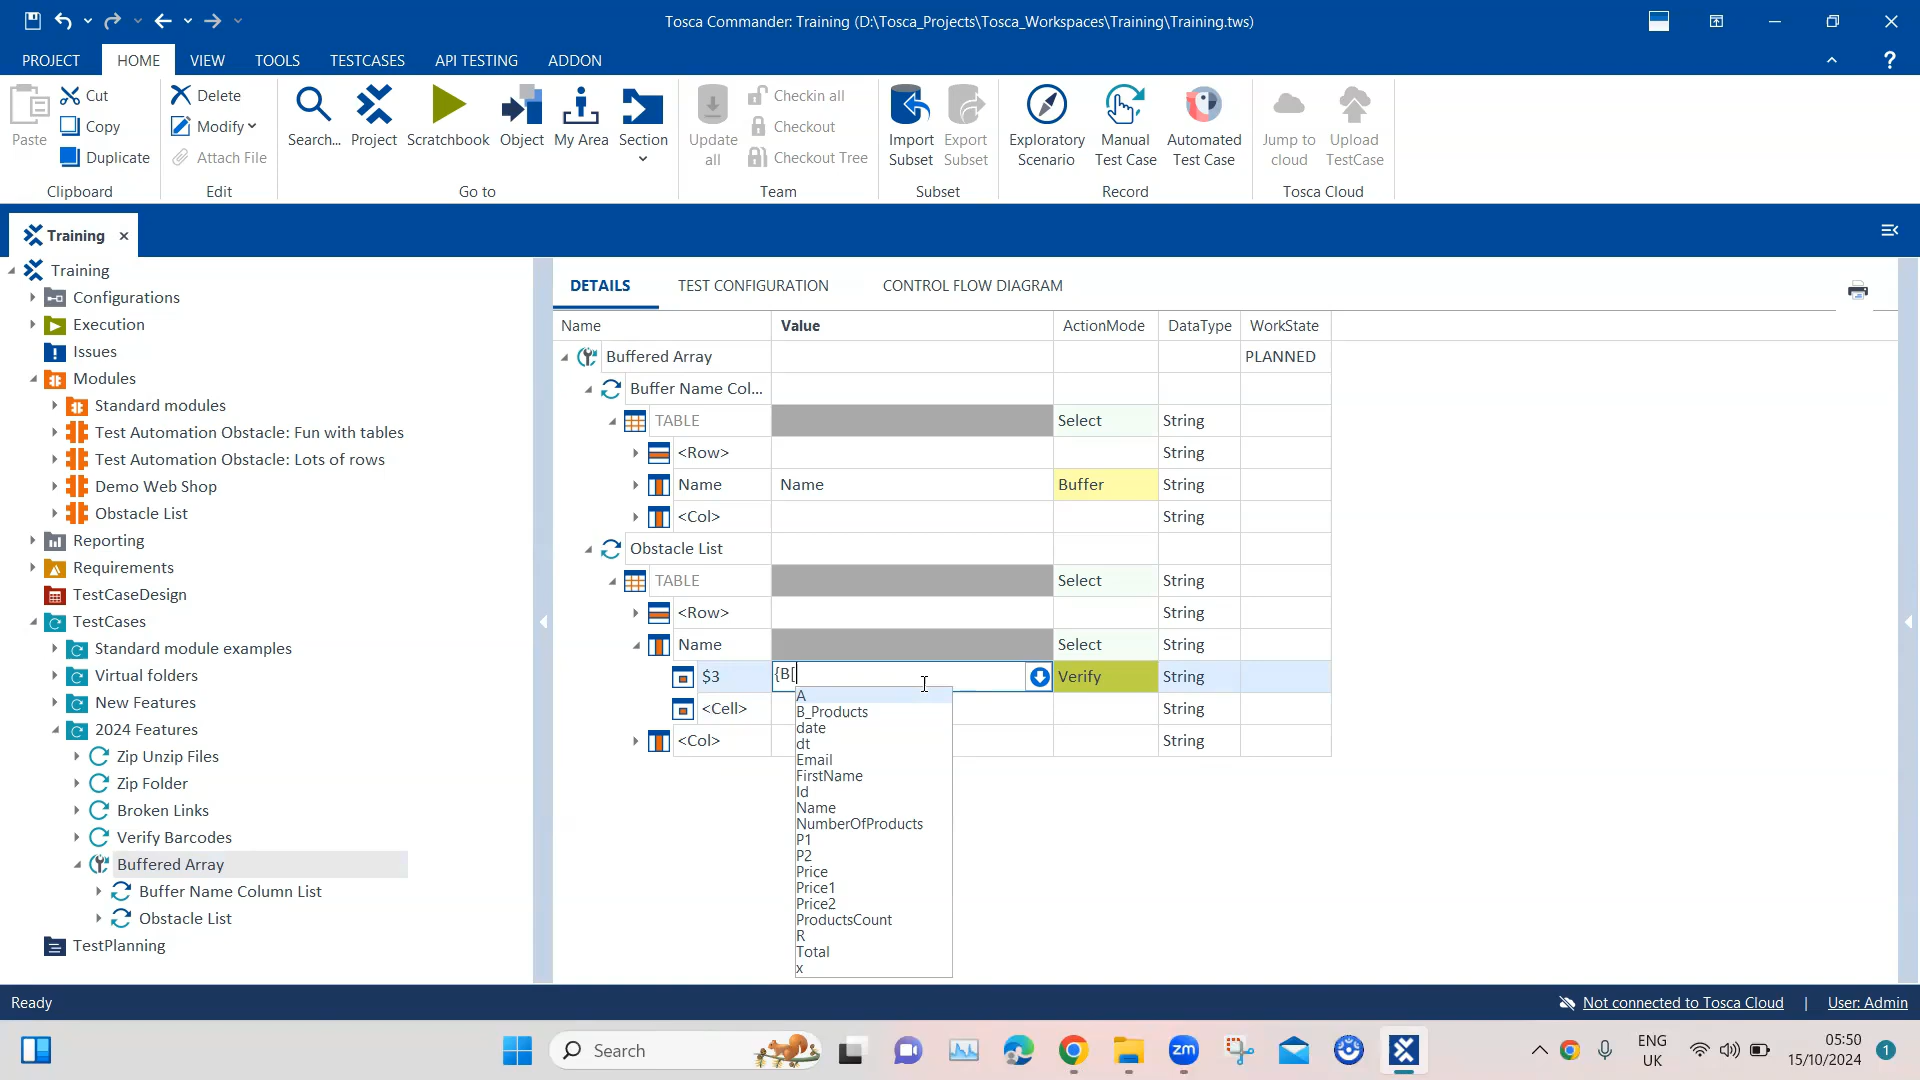 Tosca Commander: Training (D:\Tosca_Projects\Tosca_Workspaces\Training\Training.tws)
PROJECT HOME VIEW TOOLS TESTCASES API TESTING ADDON ?
Paste Cut Copy Duplicate
Clipboard
Delete Modify Attach File
Edit
Search... Project Scratchbook Object My Area Section
Go to
Update all Checkin all Checkout Checkout Tree
Team
Import Subset Export Subset
Subset
Exploratory Scenario Manual Test Case Automated Test Case
Record
Jump to cloud Upload TestCase
Tosca Cloud
Training ×
Training
Configurations
Execution
Issues
Modules
Standard modules
Test Automation Obstacle: Fun with tables
Test Automation Obstacle: Lots of rows
Demo Web Shop
Obstacle List
Reporting
Requirements
TestCaseDesign
TestCases
Standard module examples
Virtual folders
New Features
2024 Features
Zip Unzip Files
Zip Folder
Broken Links
Verify Barcodes
Buffered Array
Buffer Name Column List
Obstacle List
TestPlanning
DETAILS TEST CONFIGURATION CONTROL FLOW DIAGRAM
Name Value ActionMode DataType WorkState
Buffered Array PLANNED
Buffer Name Col...
TABLE Select String
<Row> String
Name Name Buffer String
<Col> String
Obstacle List
TABLE Select String
<Row> String
Name Select String
$3 {B[ Verify String
<Cell> String
<Col> String
A
B_Products
date
dt
Email
FirstName
Id
Name
NumberOfProducts
P1
P2
Price
Price1
Price2
ProductsCount
R
Total
x
Ready Not connected to Tosca Cloud | User: Admin
Search zm ENG UK 05:50 15/10/2024 1